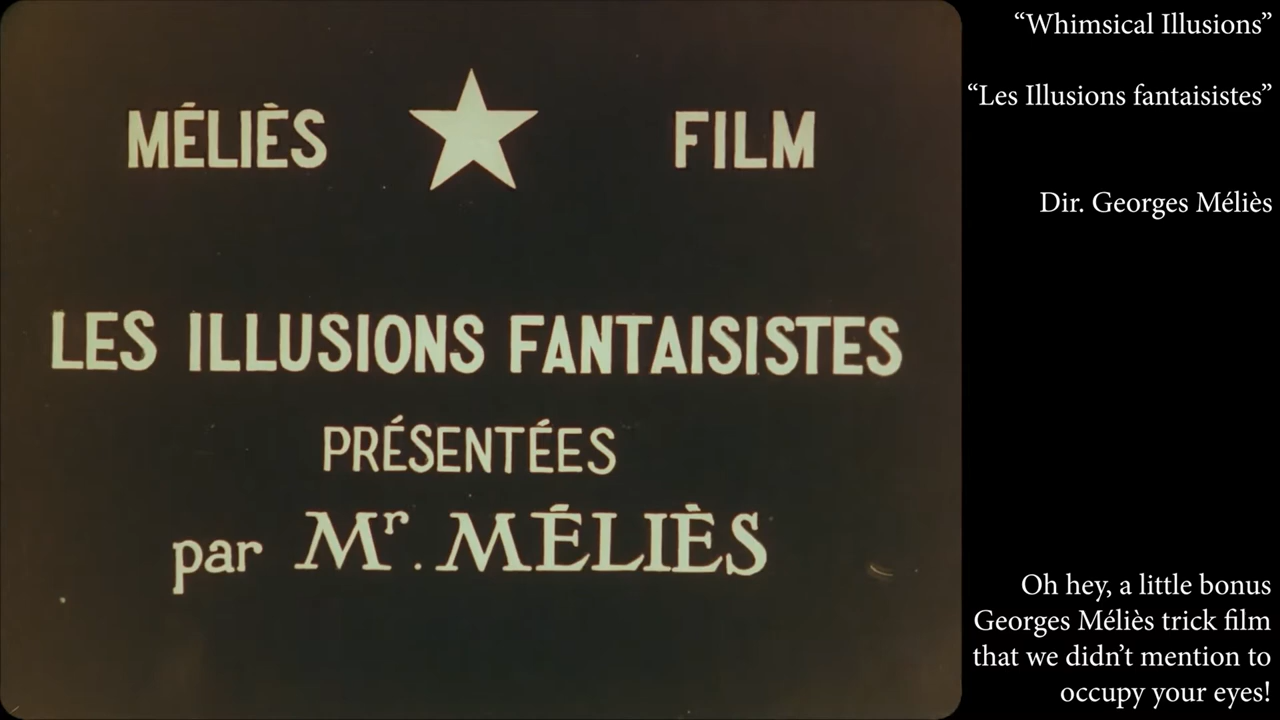 MÉLIÈS FILM
LES ILLUSIONS FANTAISISTES
PRÉSENTÉES
par Mr. MÉLIÈS
“Whimsical Illusions”
“Les Illusions fantaisistes”
Dir. Georges Méliès
Oh hey, a little bonus
Georges Méliès trick film
that we didn’t mention to
occupy your eyes!